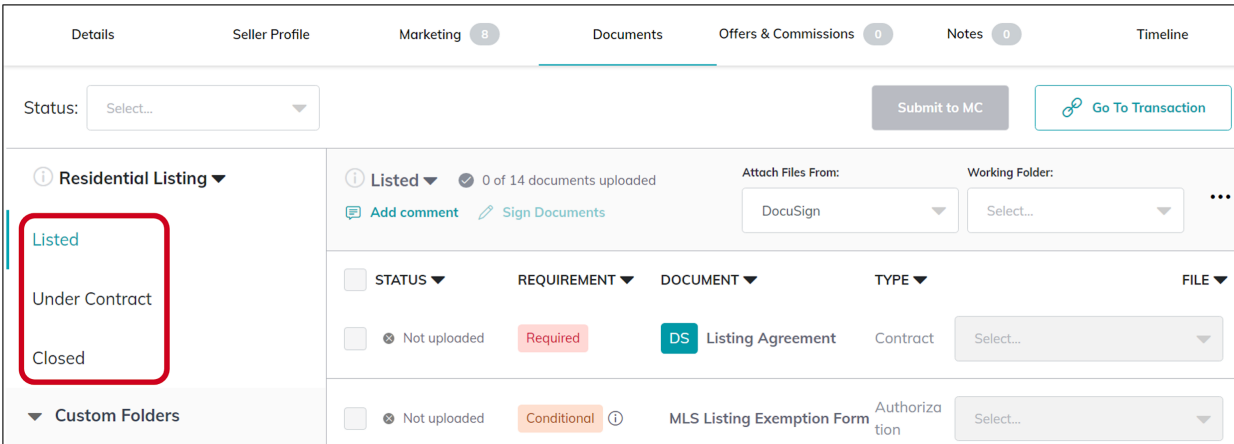 Details Seller Profile Marketing 8 Documents Offers & Commissions 0 Notes 0 Timeline
Status: Select... Submit to MC Go To Transaction
Residential Listing
Listed
Under Contract
Closed
Custom Folders
Listed 0 of 14 documents uploaded
Add comment Sign Documents
Attach Files From:
DocuSign
Working Folder:
Select...
STATUS REQUIREMENT DOCUMENT TYPE FILE
Not uploaded Required DS Listing Agreement Contract Select...
Not uploaded Conditional MLS Listing Exemption Form Authoriza
tion
Select...